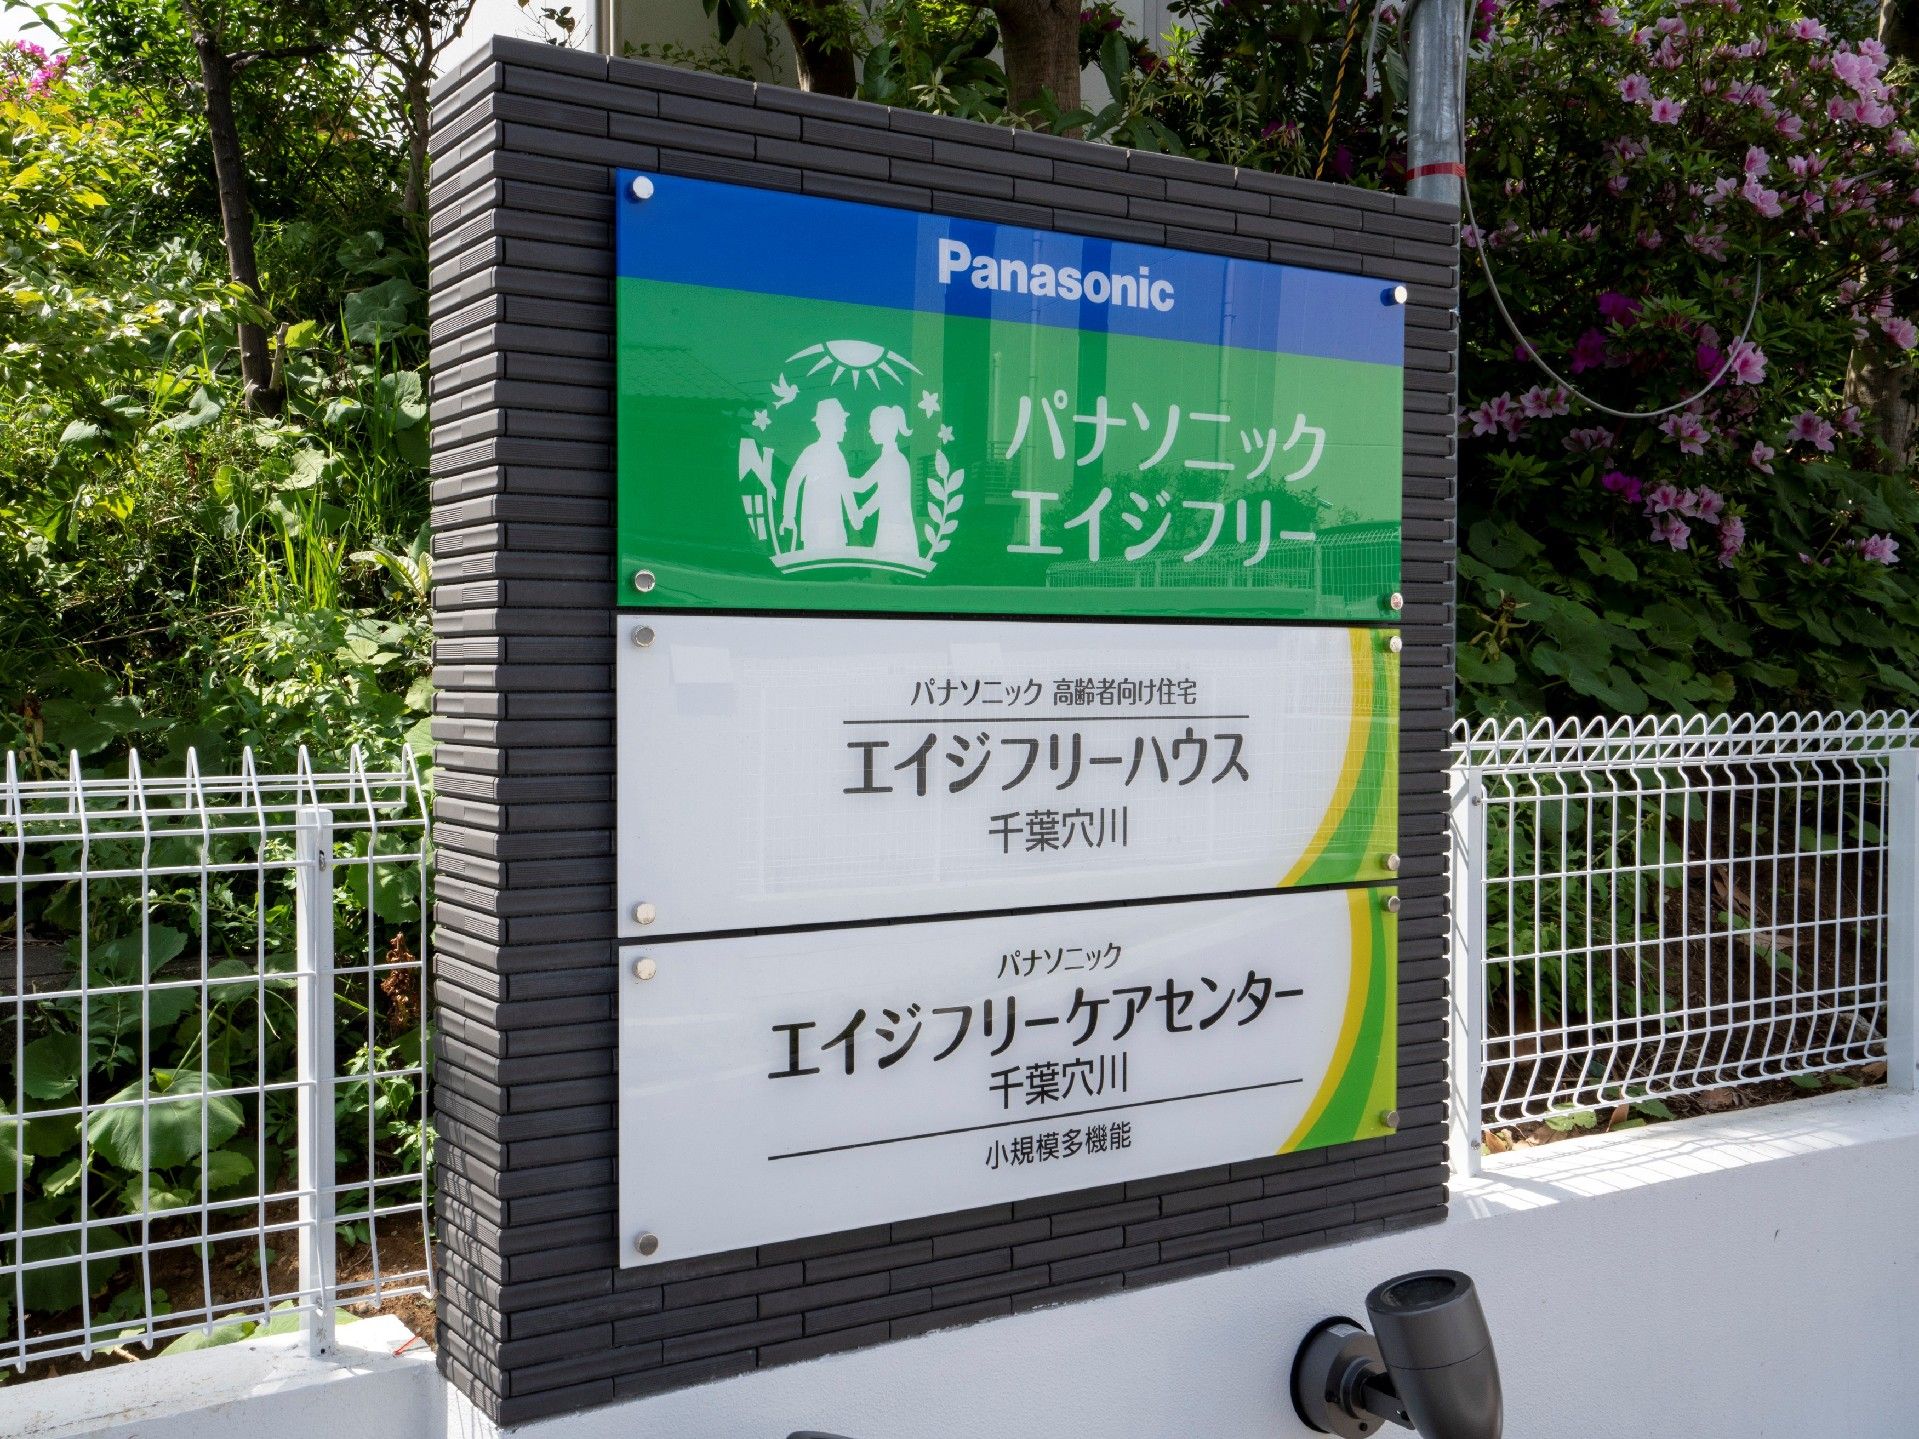 Panasonic
パナソニック
エイジフリー
パナソニック 高齢者向け住宅
エイジフリーハウス
千葉穴川
パナソニック
エイジフリーケアセンター
千葉穴川
小規模多機能